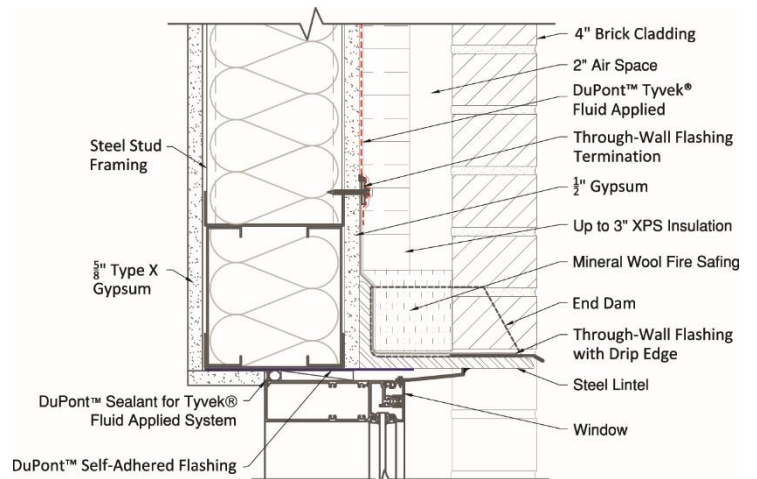 4" Brick Cladding
2" Air Space
DuPont™ Tyvek®
Fluid Applied
Through-Wall Flashing
Termination
½" Gypsum
Up to 3" XPS Insulation
Mineral Wool Fire Safing
End Dam
Through-Wall Flashing
with Drip Edge
Steel Lintel
Window
Steel Stud
Framing
⅝" Type X
Gypsum
DuPont™ Sealant for Tyvek®
Fluid Applied System
DuPont™ Self-Adhered Flashing